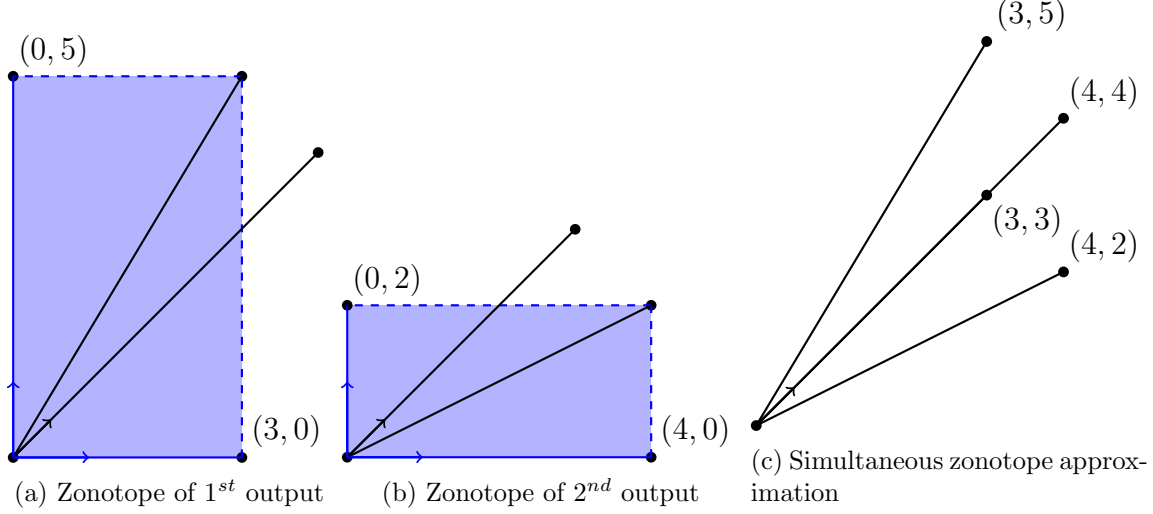 (0, 5)
(3, 0)
(a) Zonotope of 1st output
(0, 2)
(4, 0)
(b) Zonotope of 2nd output
(3, 5)
(4, 4)
(3, 3)
(4, 2)
(c) Simultaneous zonotope approx-
imation